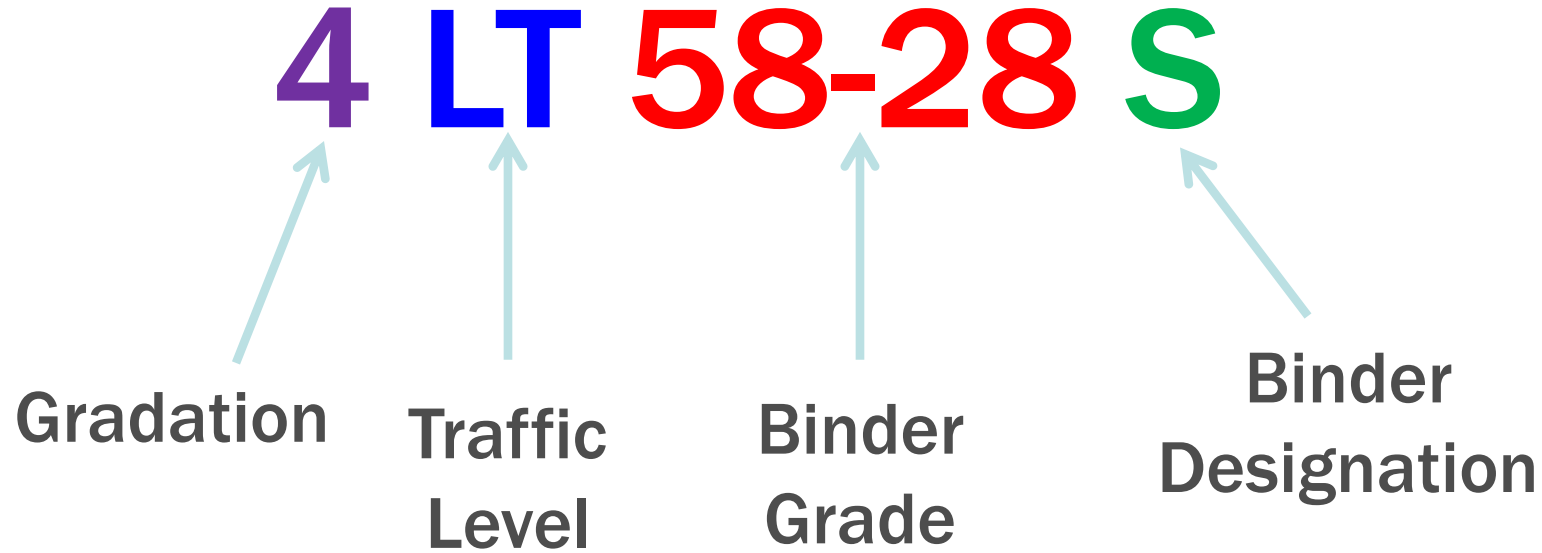 4 LT 58-28 S
Gradation
Traffic
Level
Binder
Grade
Binder
Designation